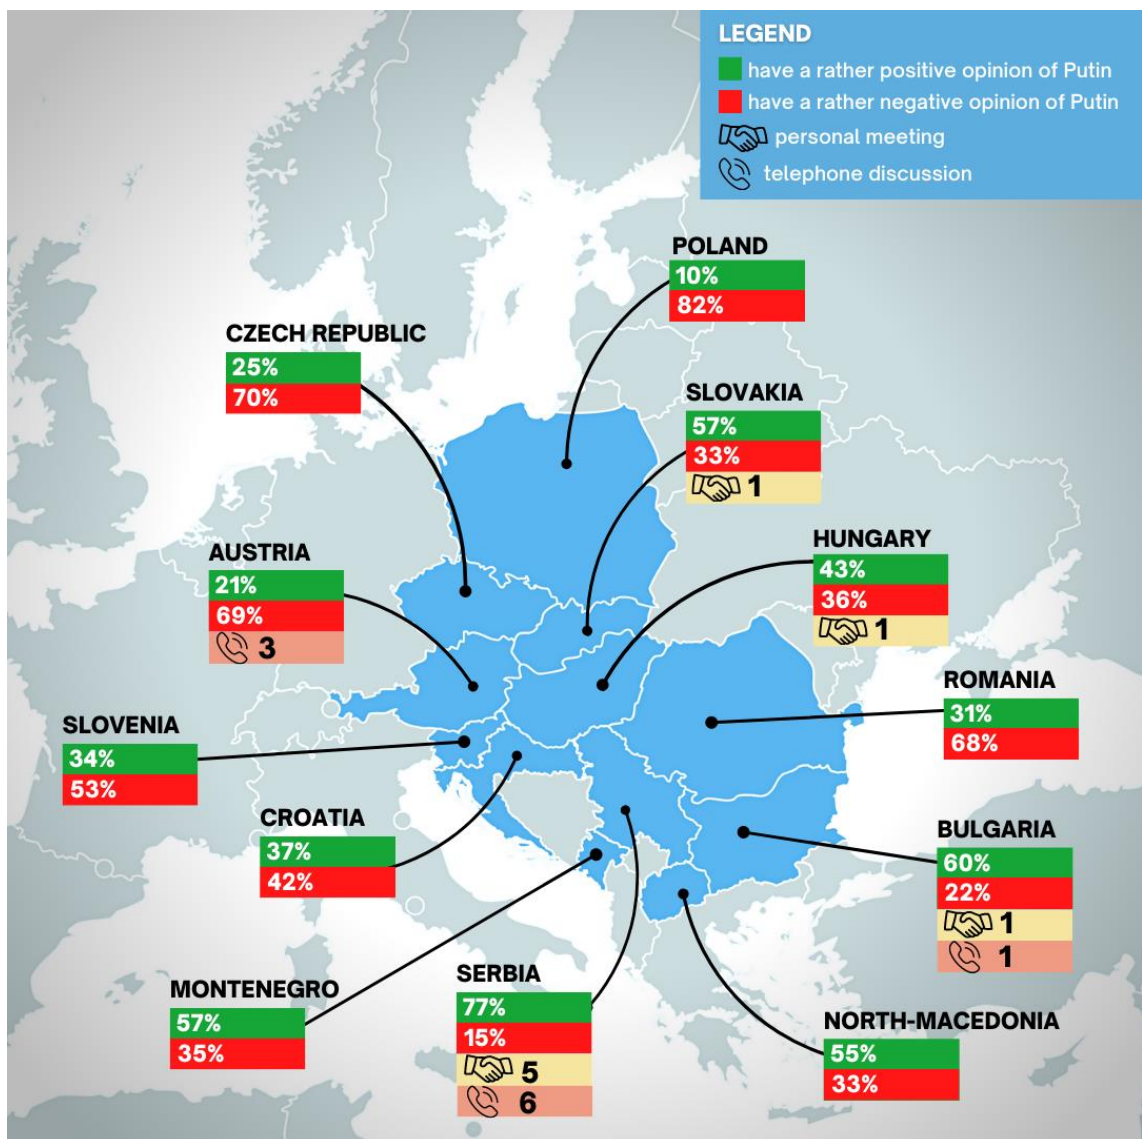 LEGEND
have a rather positive opinion of Putin
have a rather negative opinion of Putin
personal meeting
telephone discussion
POLAND
10%
82%
CZECH REPUBLIC
25%
70%
SLOVAKIA
57%
33%
1
AUSTRIA
21%
69%
3
HUNGARY
43%
36%
1
ROMANIA
31%
68%
SLOVENIA
34%
53%
CROATIA
37%
42%
BULGARIA
60%
22%
1
1
MONTENEGRO
57%
35%
SERBIA
77%
15%
5
6
NORTH-MACEDONIA
55%
33%